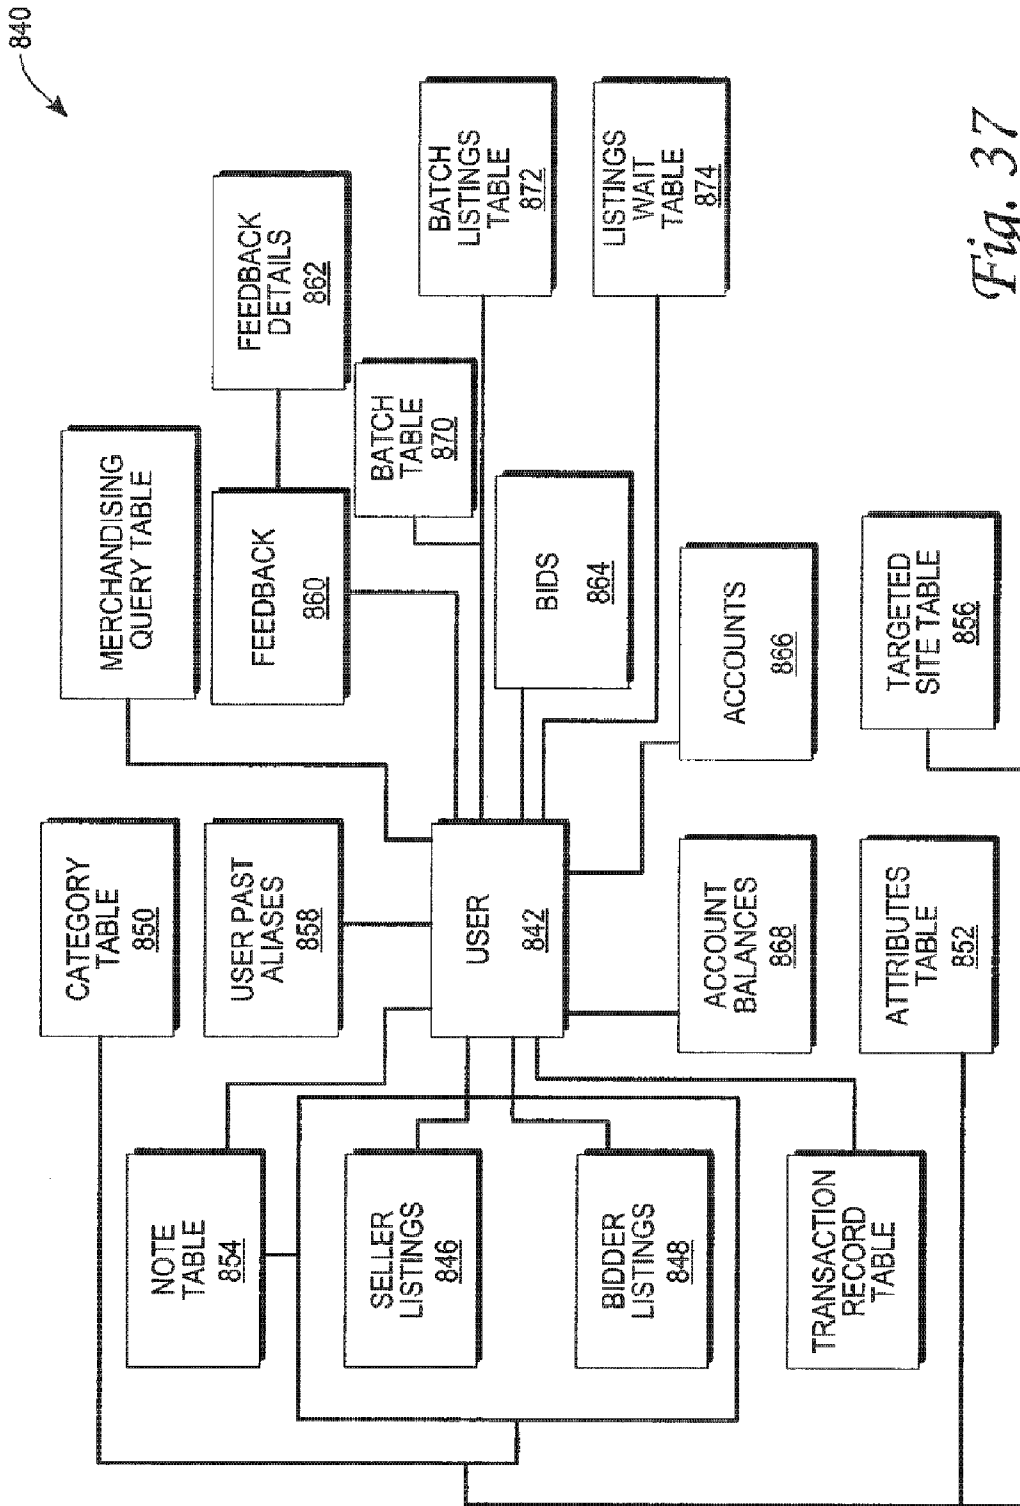 840
CATEGORY
TABLE
850
MERCHANDISING
QUERY TABLE
NOTE
TABLE
854
USER PAST
ALIASES
858
FEEDBACK
860
FEEDBACK
DETAILS
862
SELLER
LISTINGS
846
USER
842
BATCH
TABLE
870
BATCH
LISTINGS
TABLE
872
BIDDER
LISTINGS
848
BIDS
864
LISTINGS
WAIT
TABLE
874
TRANSACTION
RECORD
TABLE
ACCOUNT
BALANCES
868
ACCOUNTS
866
ATTRIBUTES
TABLE
852
TARGETED
SITE TABLE
856
Fig. 37